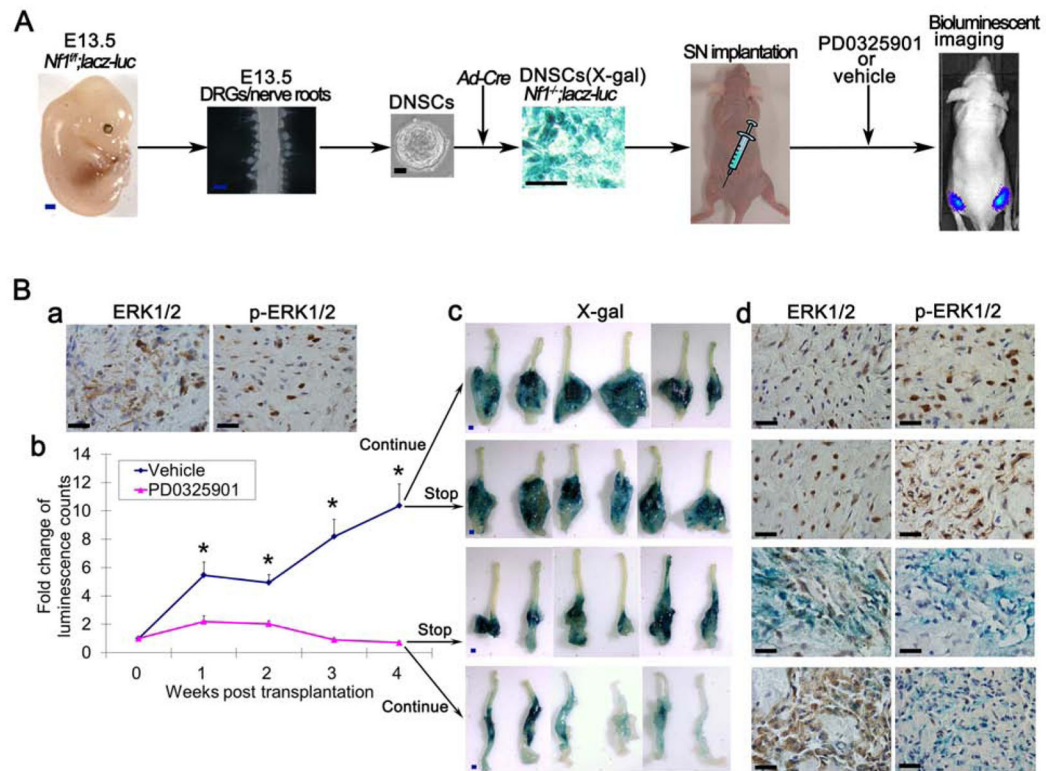 A
E13.5
Nf1f/f;lacz-luc
E13.5
DRGs/nerve roots
DNSCs
Ad-Cre
DNSCs(X-gal)
Nf1-/-;lacz-luc
SN implantation
PD0325901
or
vehicle
Bioluminescent
imaging
B
a
ERK1/2
p-ERK1/2
b
Fold change of
luminescence counts
14
12
10
8
6
4
2
0
Vehicle
PD0325901
*
*
*
*
0
1
2
3
4
Weeks post transplantation
Continue
Stop
Stop
Continue
c
X-gal
d
ERK1/2
p-ERK1/2